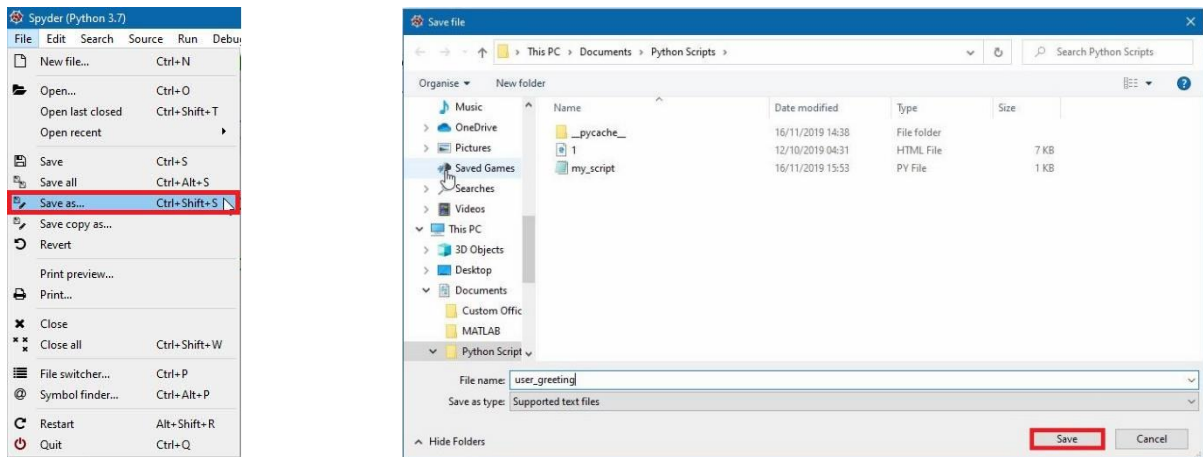 Spyder (Python 3.7)
File Edit Search Source Run Debu
New file... Ctrl+N
Open... Ctrl+O
Open last closed Ctrl+Shift+T
Open recent
Save Ctrl+S
Save all Ctrl+Alt+S
Save as... Ctrl+Shift+S
Save copy as...
Revert
Print preview...
Print...
Close
Close all Ctrl+Shift+W
File switcher... Ctrl+P
Symbol finder... Ctrl+Alt+P
Restart Alt+Shift+R
Quit Ctrl+Q
Save file
This PC > Documents > Python Scripts >
Search Python Scripts
Organise New folder
Music
OneDrive
Pictures
Saved Games
Searches
Videos
This PC
3D Objects
Desktop
Documents
Custom Offic
MATLAB
Python Script
Name Date modified Type Size
__pycache__ 16/11/2019 14:38 File folder
1 12/10/2019 04:31 HTML File 7 KB
my_script 16/11/2019 15:53 PY File 1 KB
File name: user_greeting
Save as type: Supported text files
Hide Folders Save Cancel